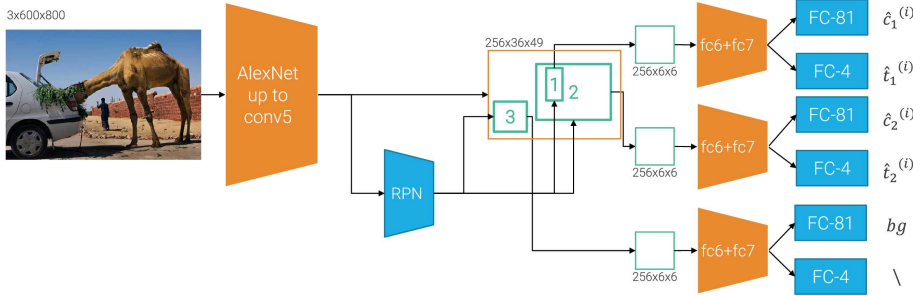 3x600x800
AlexNet
up to
conv5
RPN
256x36x49
1
2
3
256x6x6
fc6+fc7
FC-81
ĉ₁⁽ⁱ⁾
FC-4
t̂₁⁽ⁱ⁾
256x6x6
fc6+fc7
FC-81
ĉ₂⁽ⁱ⁾
FC-4
t̂₂⁽ⁱ⁾
256x6x6
fc6+fc7
FC-81
bg
FC-4
\